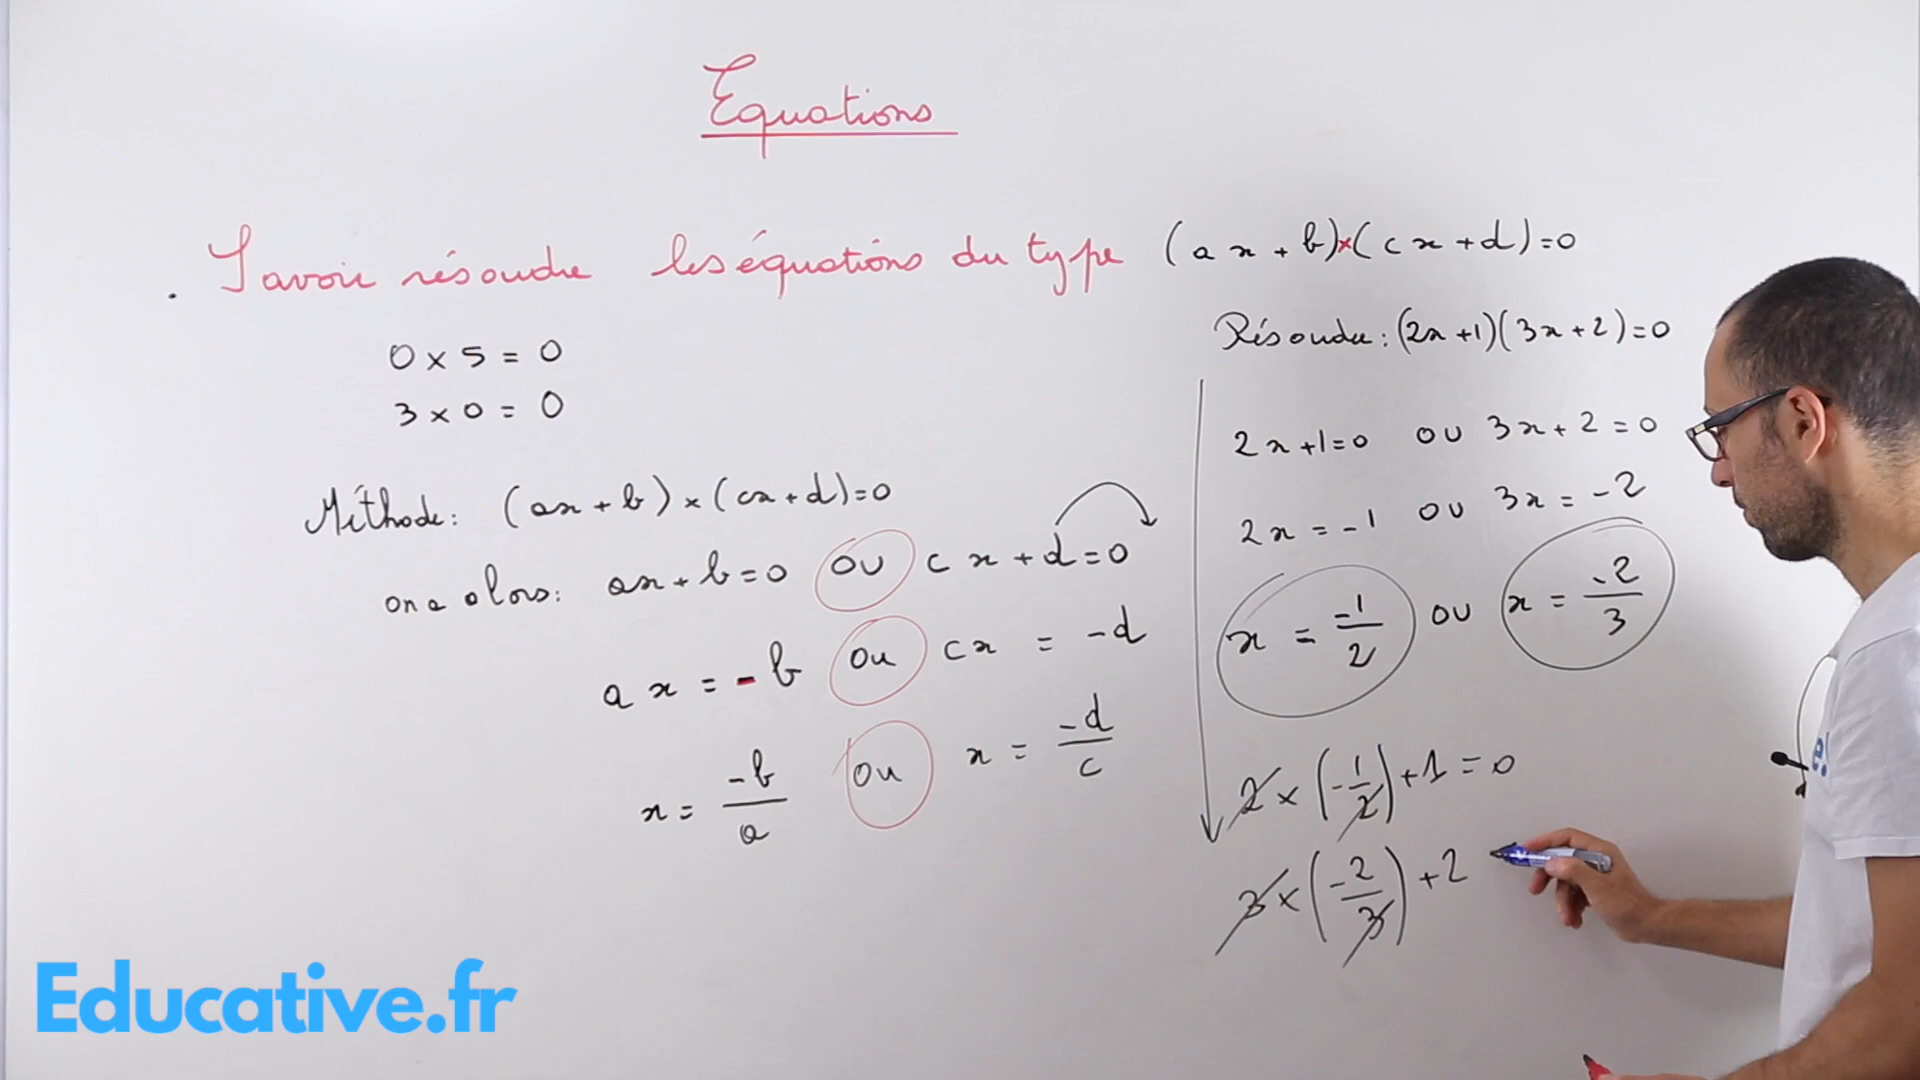 Equations
Savoir résoudre les équations du type (ax+b)×(cx+d)=0
0 × 5 = 0
3 × 0 = 0
Méthode: (ax+b)×(cx+d)=0
on a alors: ax+b=0 ou cx+d=0
ax = -b ou cx = -d
x = -b/a ou x = -d/c
Résoudre: (2x+1)(3x+2)=0
2x+1=0 ou 3x+2=0
2x = -1 ou 3x = -2
x = -1/2 ou x = -2/3
2×(-1/2)+1=0
3×(-2/3)+2
e!
Educative.fr